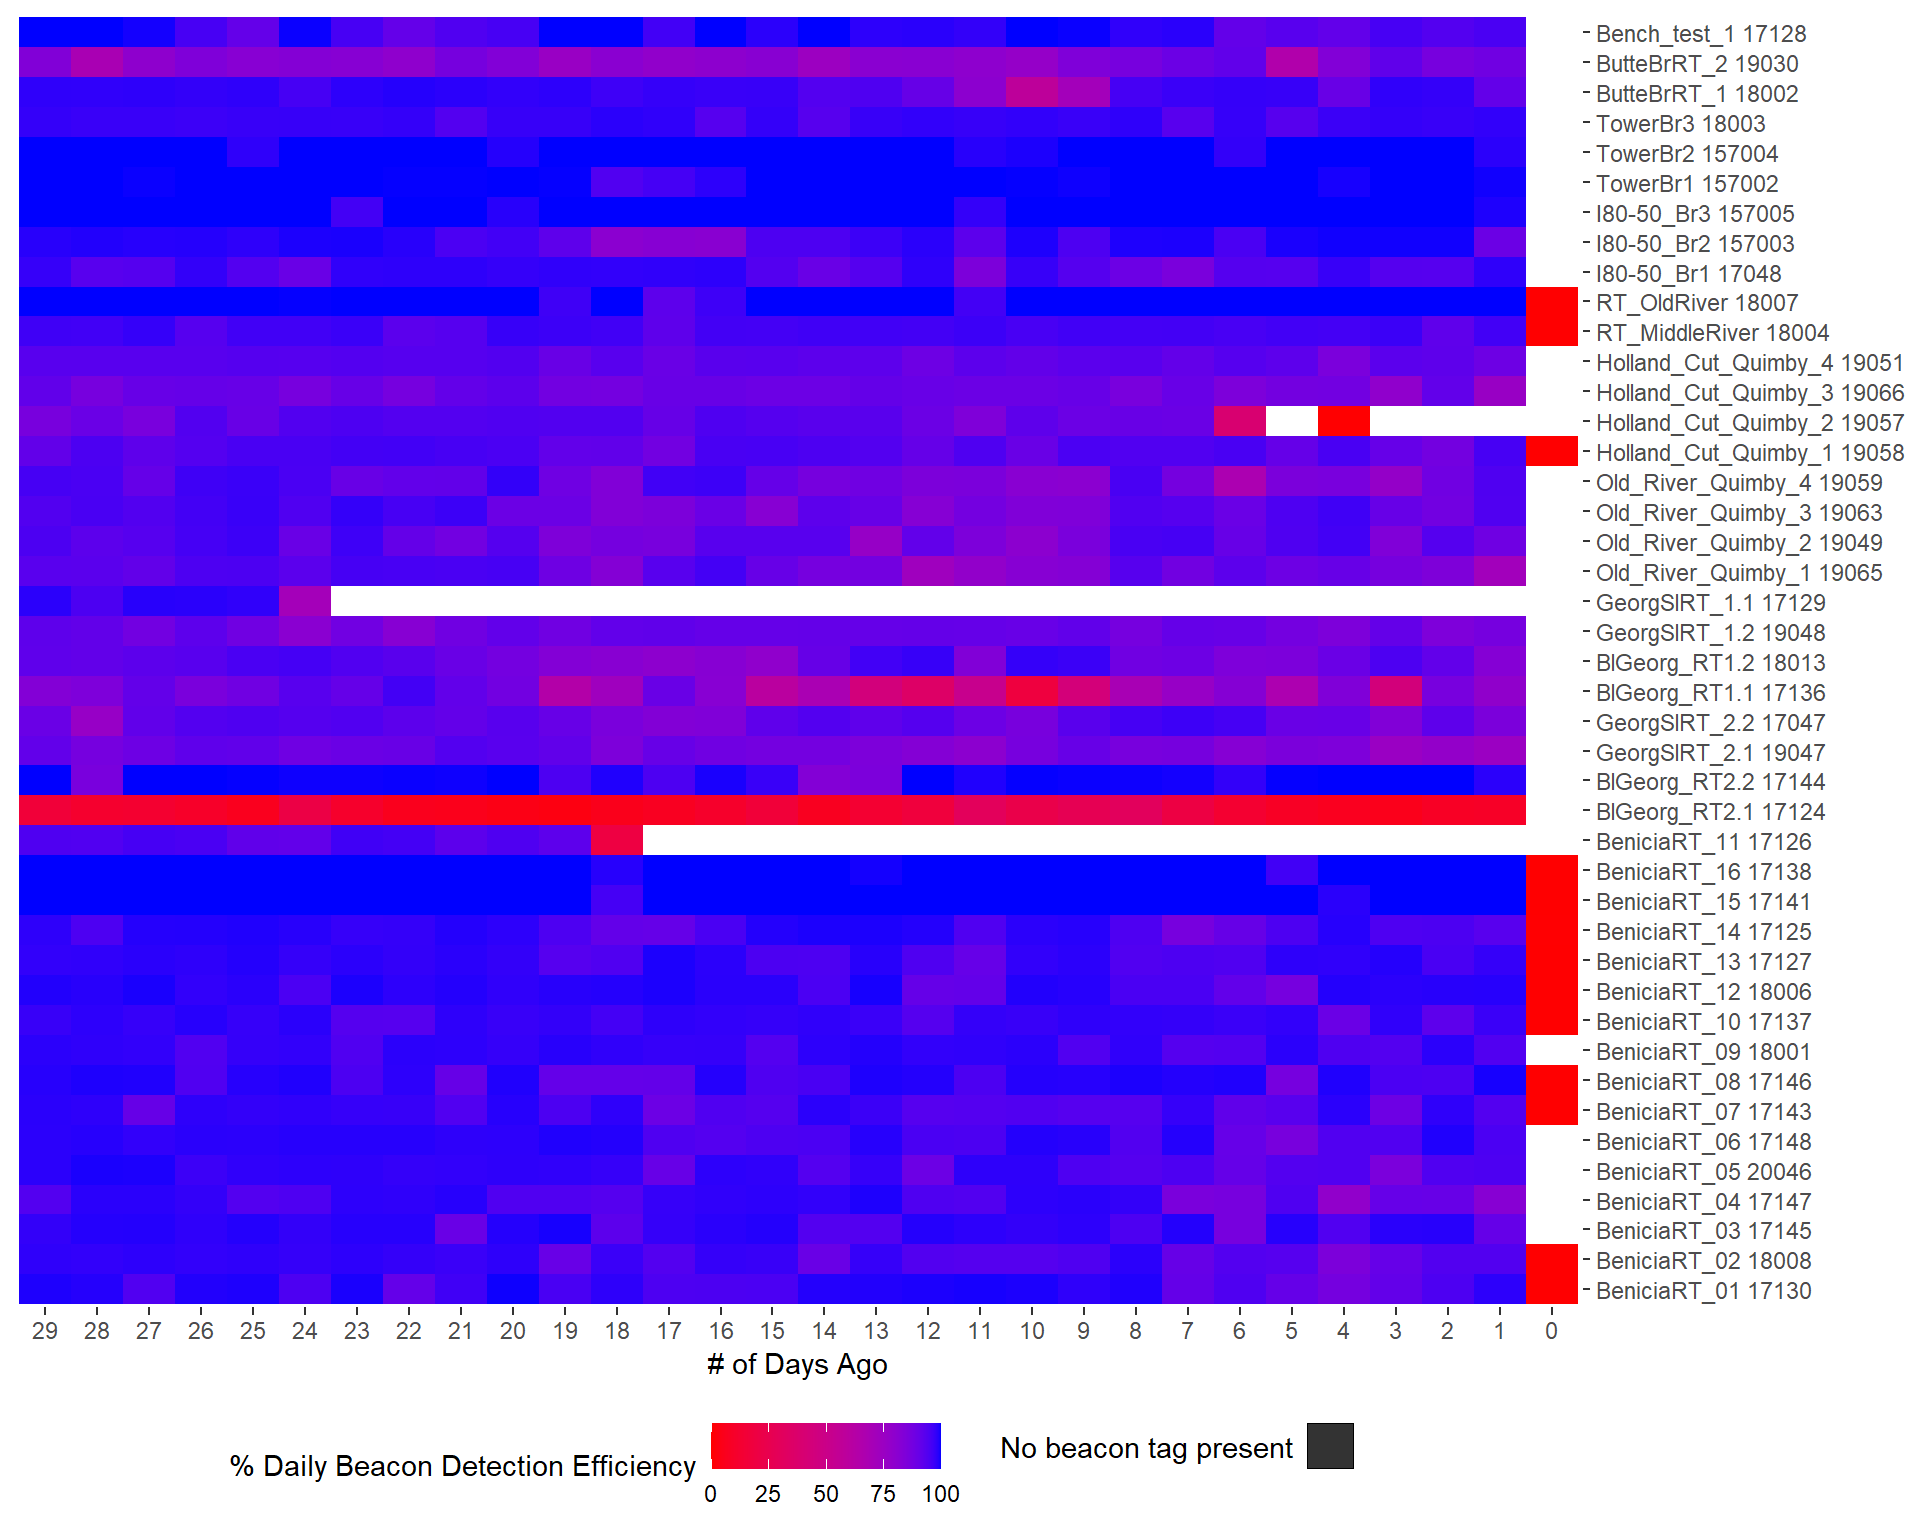 Bench_test_1 17128
ButteBrRT_2 19030
ButteBrRT_1 18002
TowerBr3 18003
TowerBr2 157004
TowerBr1 157002
I80-50_Br3 157005
I80-50_Br2 157003
I80-50_Br1 17048
RT_OldRiver 18007
RT_MiddleRiver 18004
Holland_Cut_Quimby_4 19051
Holland_Cut_Quimby_3 19066
Holland_Cut_Quimby_2 19057
Holland_Cut_Quimby_1 19058
Old_River_Quimby_4 19059
Old_River_Quimby_3 19063
Old_River_Quimby_2 19049
Old_River_Quimby_1 19065
GeorgSlRT_1.1 17129
GeorgSlRT_1.2 19048
BlGeorg_RT1.2 18013
BlGeorg_RT1.1 17136
GeorgSlRT_2.2 17047
GeorgSlRT_2.1 19047
BlGeorg_RT2.2 17144
BlGeorg_RT2.1 17124
BeniciaRT_11 17126
BeniciaRT_16 17138
BeniciaRT_15 17141
BeniciaRT_14 17125
BeniciaRT_13 17127
BeniciaRT_12 18006
BeniciaRT_10 17137
BeniciaRT_09 18001
BeniciaRT_08 17146
BeniciaRT_07 17143
BeniciaRT_06 17148
BeniciaRT_05 20046
BeniciaRT_04 17147
BeniciaRT_03 17145
BeniciaRT_02 18008
BeniciaRT_01 17130
29 28 27 26 25 24 23 22 21 20 19 18 17 16 15 14 13 12 11 10 9 8 7 6 5 4 3 2 1 0
# of Days Ago
% Daily Beacon Detection Efficiency
0 25 50 75 100
No beacon tag present